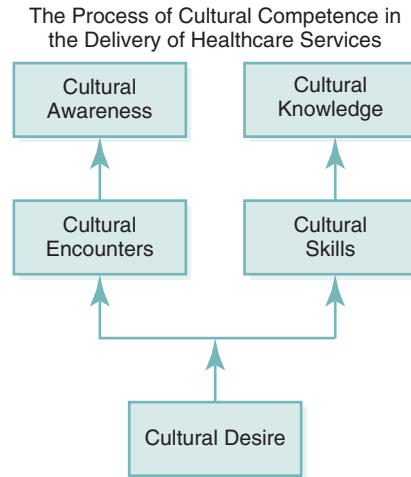 The Process of Cultural Competence in
the Delivery of Healthcare Services
Cultural
Awareness
Cultural
Knowledge
Cultural
Encounters
Cultural
Skills
Cultural Desire